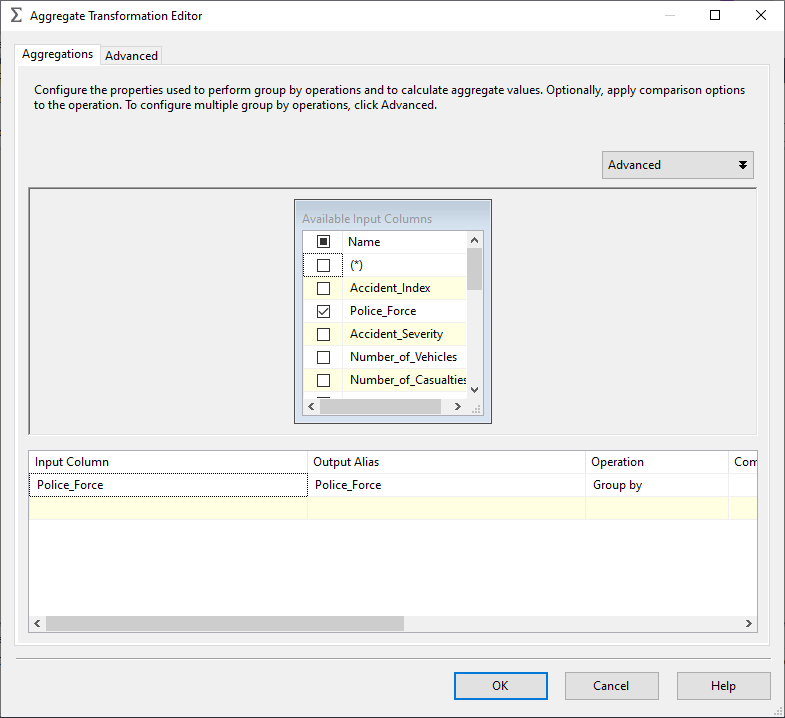 Aggregate Transformation Editor
Aggregations Advanced
Configure the properties used to perform group by operations and to calculate aggregate values. Optionally, apply comparison options
to the operation. To configure multiple group by operations, click Advanced.
Advanced
Available Input Columns
Name
(*)
Accident_Index
Police_Force
Accident_Severity
Number_of_Vehicles
Number_of_Casualties
Input Column Output Alias Operation Com
Police_Force Police_Force Group by
OK Cancel Help